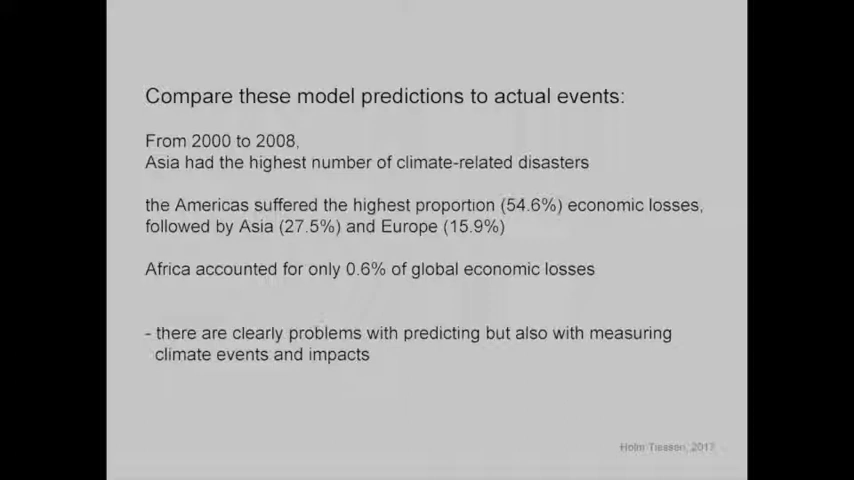 Compare these model predictions to actual events:
From 2000 to 2008,
Asia had the highest number of climate-related disasters
the Americas suffered the highest proportion (54.6%) economic losses,
followed by Asia (27.5%) and Europe (15.9%)
Africa accounted for only 0.6% of global economic losses
- there are clearly problems with predicting but also with measuring
climate events and impacts
Holm Tiessen, 2017